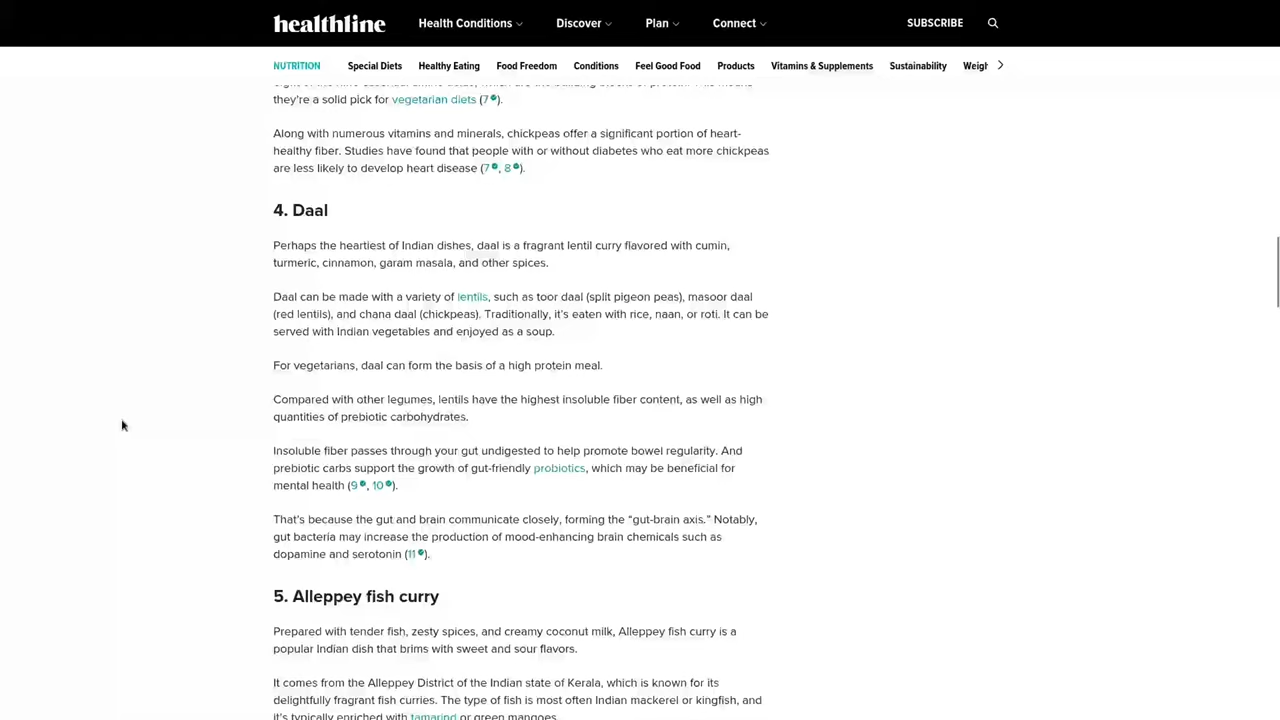 healthline Health Conditions Discover Plan Connect SUBSCRIBE
NUTRITION Special Diets Healthy Eating Food Freedom Conditions Feel Good Food Products Vitamins & Supplements Sustainability Weigh
they're a solid pick for vegetarian diets (7).
Along with numerous vitamins and minerals, chickpeas offer a significant portion of heart-
healthy fiber. Studies have found that people with or without diabetes who eat more chickpeas
are less likely to develop heart disease (7, 8).
4. Daal
Perhaps the heartiest of Indian dishes, daal is a fragrant lentil curry flavored with cumin,
turmeric, cinnamon, garam masala, and other spices.
Daal can be made with a variety of lentils, such as toor daal (split pigeon peas), masoor daal
(red lentils), and chana daal (chickpeas). Traditionally, it's eaten with rice, naan, or roti. It can be
served with Indian vegetables and enjoyed as a soup.
For vegetarians, daal can form the basis of a high protein meal.
Compared with other legumes, lentils have the highest insoluble fiber content, as well as high
quantities of prebiotic carbohydrates.
Insoluble fiber passes through your gut undigested to help promote bowel regularity. And
prebiotic carbs support the growth of gut-friendly probiotics, which may be beneficial for
mental health (9, 10).
That's because the gut and brain communicate closely, forming the “gut-brain axis.” Notably,
gut bacteria may increase the production of mood-enhancing brain chemicals such as
dopamine and serotonin (11).
5. Alleppey fish curry
Prepared with tender fish, zesty spices, and creamy coconut milk, Alleppey fish curry is a
popular Indian dish that brims with sweet and sour flavors.
It comes from the Alleppey District of the Indian state of Kerala, which is known for its
delightfully fragrant fish curries. The type of fish is most often Indian mackerel or kingfish, and
it's typically enriched with tamarind or green mangoes.